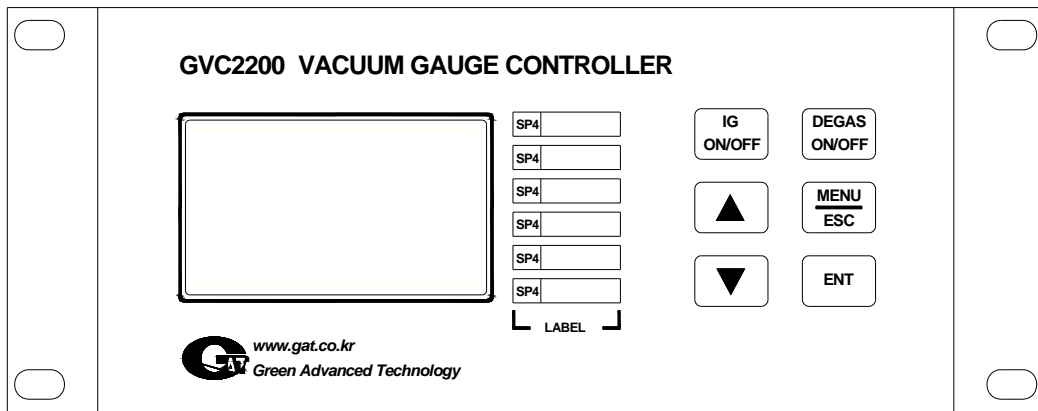 GVC2200 VACUUM GAUGE CONTROLLER
SP4
SP4
SP4
SP4
SP4
SP4
LABEL
IG
ON/OFF
DEGAS
ON/OFF
MENU
ESC
ENT
GAT
www.gat.co.kr
Green Advanced Technology